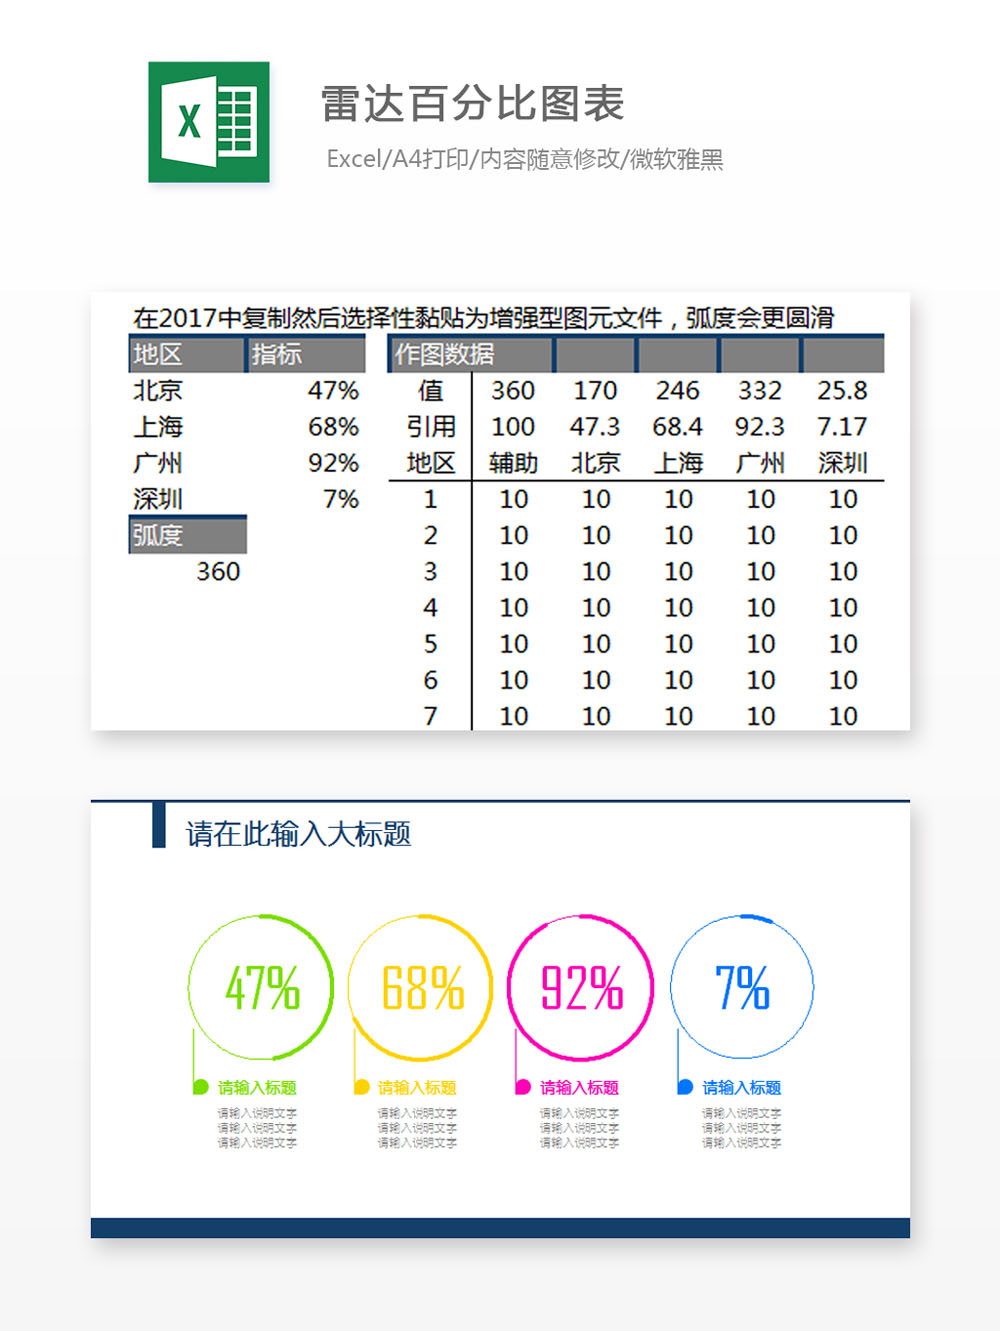 X
雷达百分比图表
Excel/A4打印/内容随意修改/微软雅黑
在2017中复制然后选择性黏贴为增强型图元文件，弧度会更圆滑
地区 指标 作图数据
北京 47% 值 360 170 246 332 25.8
上海 68% 引用 100 47.3 68.4 92.3 7.17
广州 92% 地区 辅助 北京 上海 广州 深圳
深圳 7% 1 10 10 10 10 10
弧度 2 10 10 10 10 10
360 3 10 10 10 10 10
4 10 10 10 10 10
5 10 10 10 10 10
6 10 10 10 10 10
7 10 10 10 10 10
请在此输入大标题
47% 68% 92% 7%
请输入标题 请输入标题 请输入标题 请输入标题
请输入说明文字 请输入说明文字 请输入说明文字 请输入说明文字
请输入说明文字 请输入说明文字 请输入说明文字 请输入说明文字
请输入说明文字 请输入说明文字 请输入说明文字 请输入说明文字